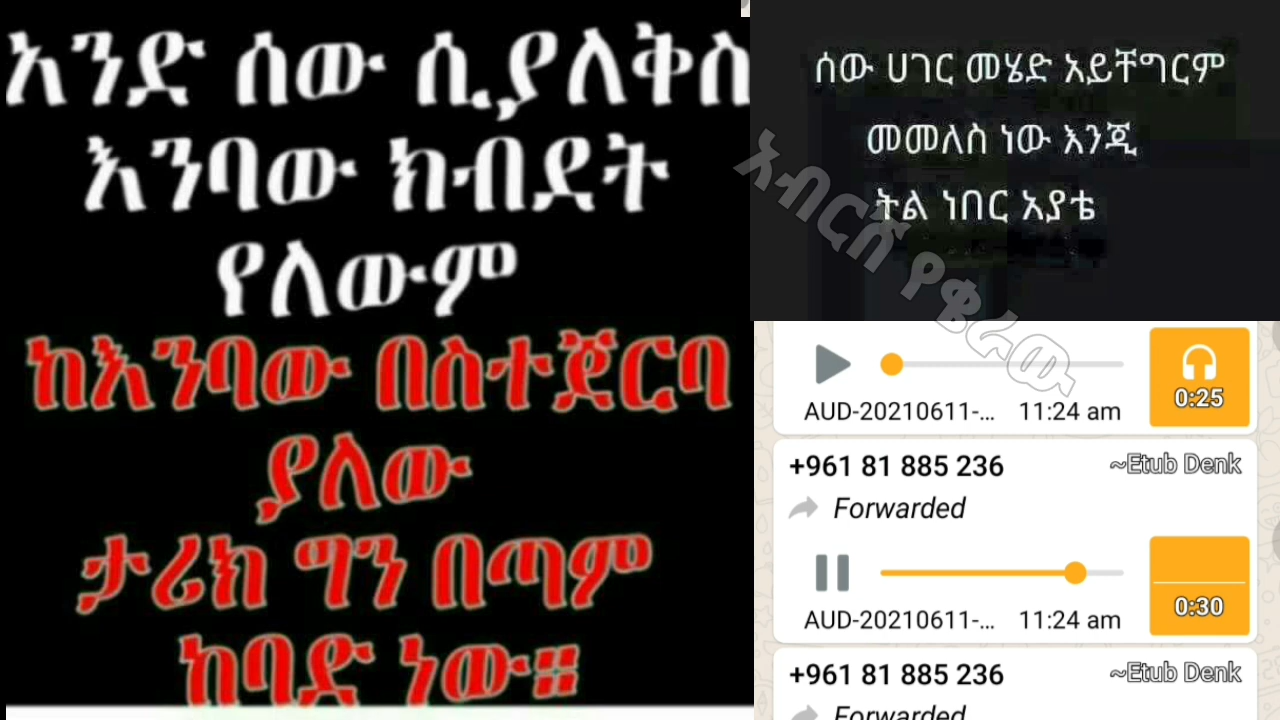 አንድ ሰው ሲያለቅስ
እንባው ክብደት
የለውም
ከእንባው በስተጀርባ
ያለው
ታሪክ ግን በጣም
ከባድ ነው።
ሰው ሀገር መሄድ አይቸግርም
መመለስ ነው እንጂ
ትል ነበር አያቴ
አብርሽ የቄራው
0:25
AUD-20210611-... 11:24 am
+961 81 885 236 ~Etub Denk
Forwarded
0:30
AUD-20210611-... 11:24 am
+961 81 885 236 ~Etub Denk
Forwarded